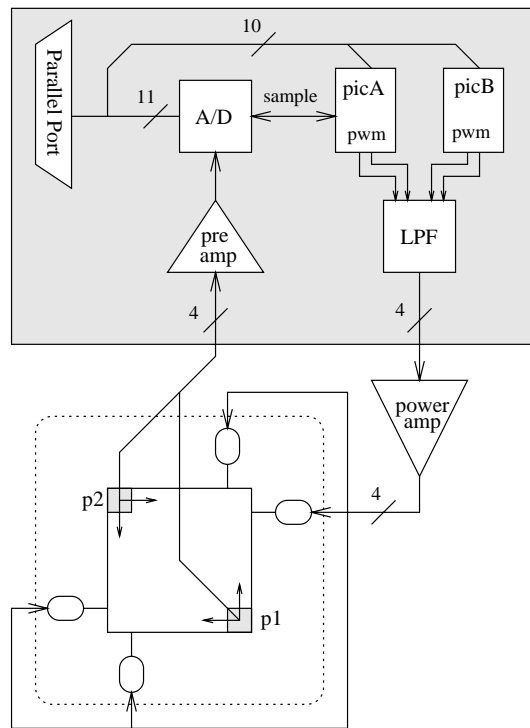 Parallel Port
10
11
A/D
sample
picA
pwm
picB
pwm
pre
amp
LPF
4
4
power
amp
4
p2
p1